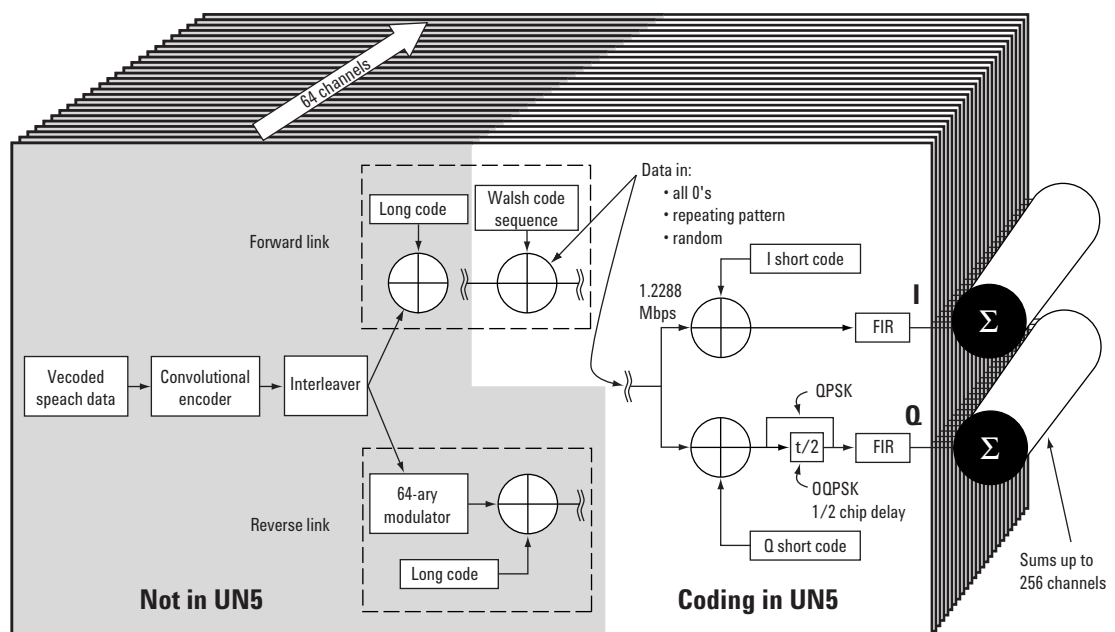 64 channels
Data in:
• all 0's
• repeating pattern
• random
Long code
Walsh code
sequence
Forward link
I short code
1.2288
Mbps
I
FIR
Σ
Vecoded
speach data
Convolutional
encoder
Interleaver
QPSK
Q
t/2
FIR
Σ
OQPSK
1/2 chip delay
64-ary
modulator
Reverse link
Long code
Q short code
Sums up to
256 channels
Not in UN5
Coding in UN5